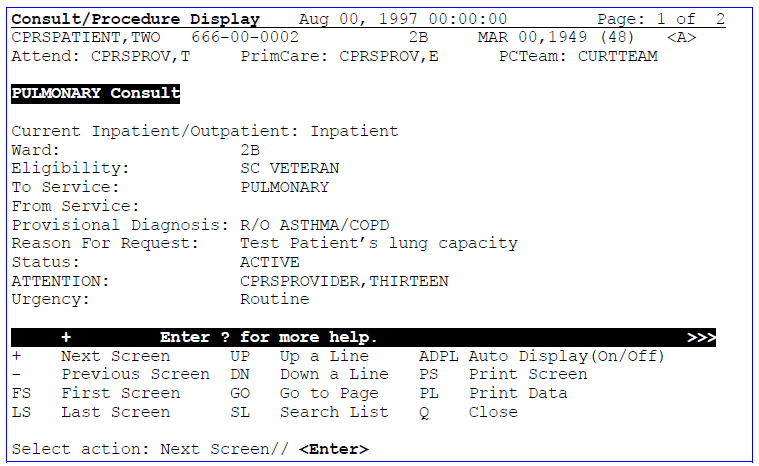 Consult/Procedure Display    Aug 00, 1997 00:00:00         Page: 1 of  2
CPRSPATIENT,TWO   666-00-0002           2B     MAR 00,1949 (48)   <A>
Attend: CPRSPROV,T     PrimCare: CPRSPROV,E      PCTeam: CURTTEAM
PULMONARY Consult
Current Inpatient/Outpatient: Inpatient
Ward:                  2B
Eligibility:           SC VETERAN
To Service:            PULMONARY
From Service:
Provisional Diagnosis: R/O ASTHMA/COPD
Reason For Request:    Test Patient’s lung capacity
Status:                ACTIVE
ATTENTION:             CPRSPROVIDER,THIRTEEN
Urgency:               Routine
+         Enter ? for more help.                               >>>
+    Next Screen      UP   Up a Line     ADPL Auto Display(On/Off)
-    Previous Screen  DN   Down a Line   PS   Print Screen
FS   First Screen     GO   Go to Page    PL   Print Data
LS   Last Screen      SL   Search List   Q    Close
Select action: Next Screen// <Enter>